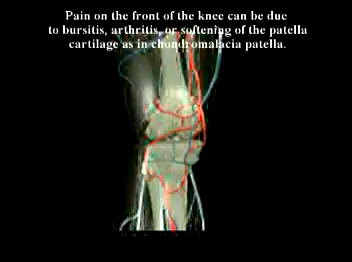 Pain on the front of the knee can be due
to bursitis, arthritis, or softening of the patella
cartilage as in chondromalacia patella.